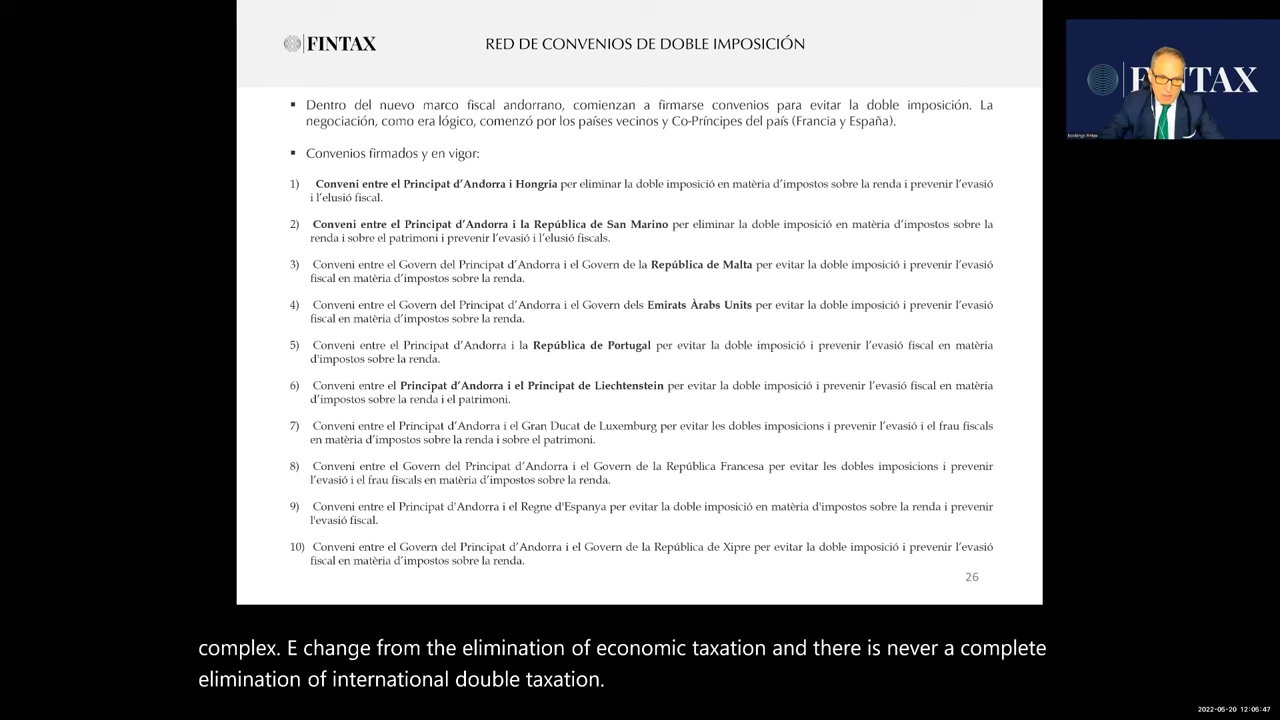 FINTAX
RED DE CONVENIOS DE DOBLE IMPOSICIÓN
▪ Dentro del nuevo marco fiscal andorrano, comienzan a firmarse convenios para evitar la doble imposición. La
negociación, como era lógico, comenzó por los países vecinos y Co-Príncipes del país (Francia y España).
▪ Convenios firmados y en vigor:
1) Conveni entre el Principat d’Andorra i Hongria per eliminar la doble imposició en matèria d’impostos sobre la renda i prevenir l’evasió
i l’elusió fiscal.
2) Conveni entre el Principat d’Andorra i la República de San Marino per eliminar la doble imposició en matèria d’impostos sobre la
renda i sobre el patrimoni i prevenir l’evasió i l’elusió fiscals.
3) Conveni entre el Govern del Principat d’Andorra i el Govern de la República de Malta per evitar la doble imposició i prevenir l’evasió
fiscal en matèria d’impostos sobre la renda.
4) Conveni entre el Govern del Principat d’Andorra i el Govern dels Emirats Àrabs Units per evitar la doble imposició i prevenir l’evasió
fiscal en matèria d’impostos sobre la renda.
5) Conveni entre el Principat d’Andorra i la República de Portugal per evitar la doble imposició i prevenir l’evasió fiscal en matèria
d'impostos sobre la renda.
6) Conveni entre el Principat d’Andorra i el Principat de Liechtenstein per evitar la doble imposició i prevenir l’evasió fiscal en matèria
d’impostos sobre la renda i el patrimoni.
7) Conveni entre el Principat d’Andorra i el Gran Ducat de Luxemburg per evitar les dobles imposicions i prevenir l’evasió i el frau fiscals
en matèria d’impostos sobre la renda i sobre el patrimoni.
8) Conveni entre el Govern del Principat d’Andorra i el Govern de la República Francesa per evitar les dobles imposicions i prevenir
l’evasió i el frau fiscals en matèria d’impostos sobre la renda.
9) Conveni entre el Principat d'Andorra i el Regne d'Espanya per evitar la doble imposició en matèria d'impostos sobre la renda i prevenir
l'evasió fiscal.
10) Conveni entre el Govern del Principat d’Andorra i el Govern de la República de Xipre per evitar la doble imposició i prevenir l’evasió
fiscal en matèria d’impostos sobre la renda.
26
FINTAX
Bookings Fintax
complex. E change from the elimination of economic taxation and there is never a complete
elimination of international double taxation.
2022-05-20 12:05:47